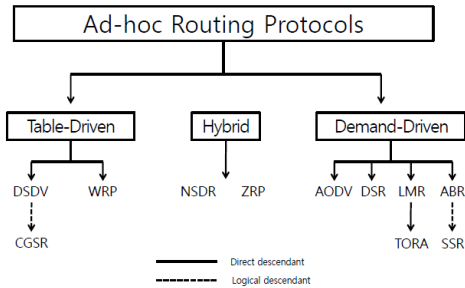 Ad-hoc Routing Protocols
Table-Driven Hybrid Demand-Driven
DSDV WRP NSDR ZRP AODV DSR LMR ABR
CGSR TORA SSR
Direct descendant
Logical descendant